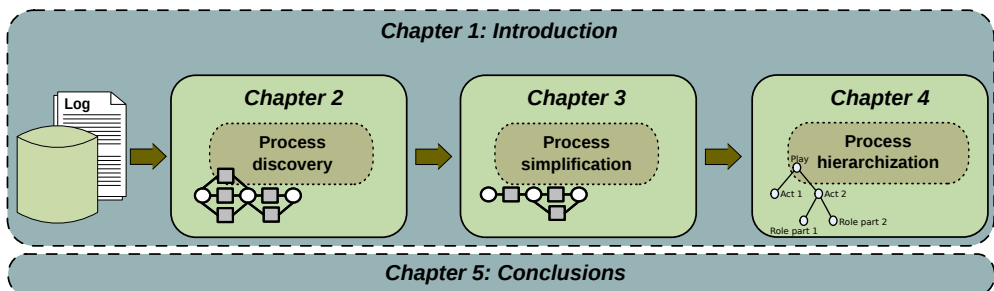 Chapter 1: Introduction
Log
Chapter 2
Process
discovery
Chapter 3
Process
simplification
Chapter 4
Process
hierarchization
Play
Act 1
Act 2
Role part 1
Role part 2
Chapter 5: Conclusions